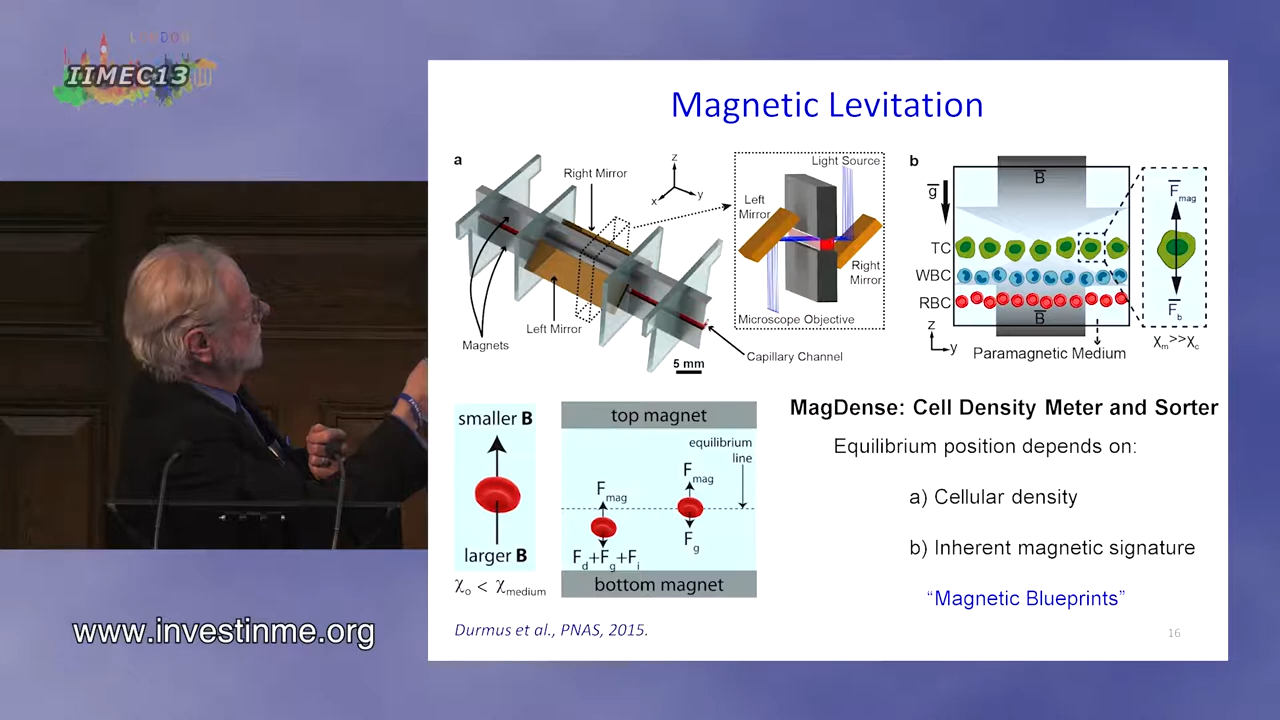 LONDON
IIMEC13
www.investinme.org
Magnetic Levitation
a
Right Mirror
z
y
x
Magnets
Left Mirror
5 mm
Capillary Channel
Light Source
Left
Mirror
Right
Mirror
Microscope Objective
b
B
g
TC
WBC
RBC
B
z
y
Paramagnetic Medium
F mag
F b
χm>>χc
smaller B
larger B
χo < χmedium
top magnet
equilibrium
line
F mag
F mag
Fd+Fg+Fi
Fg
bottom magnet
MagDense: Cell Density Meter and Sorter
Equilibrium position depends on:
a) Cellular density
b) Inherent magnetic signature
“Magnetic Blueprints”
Durmus et al., PNAS, 2015.
16